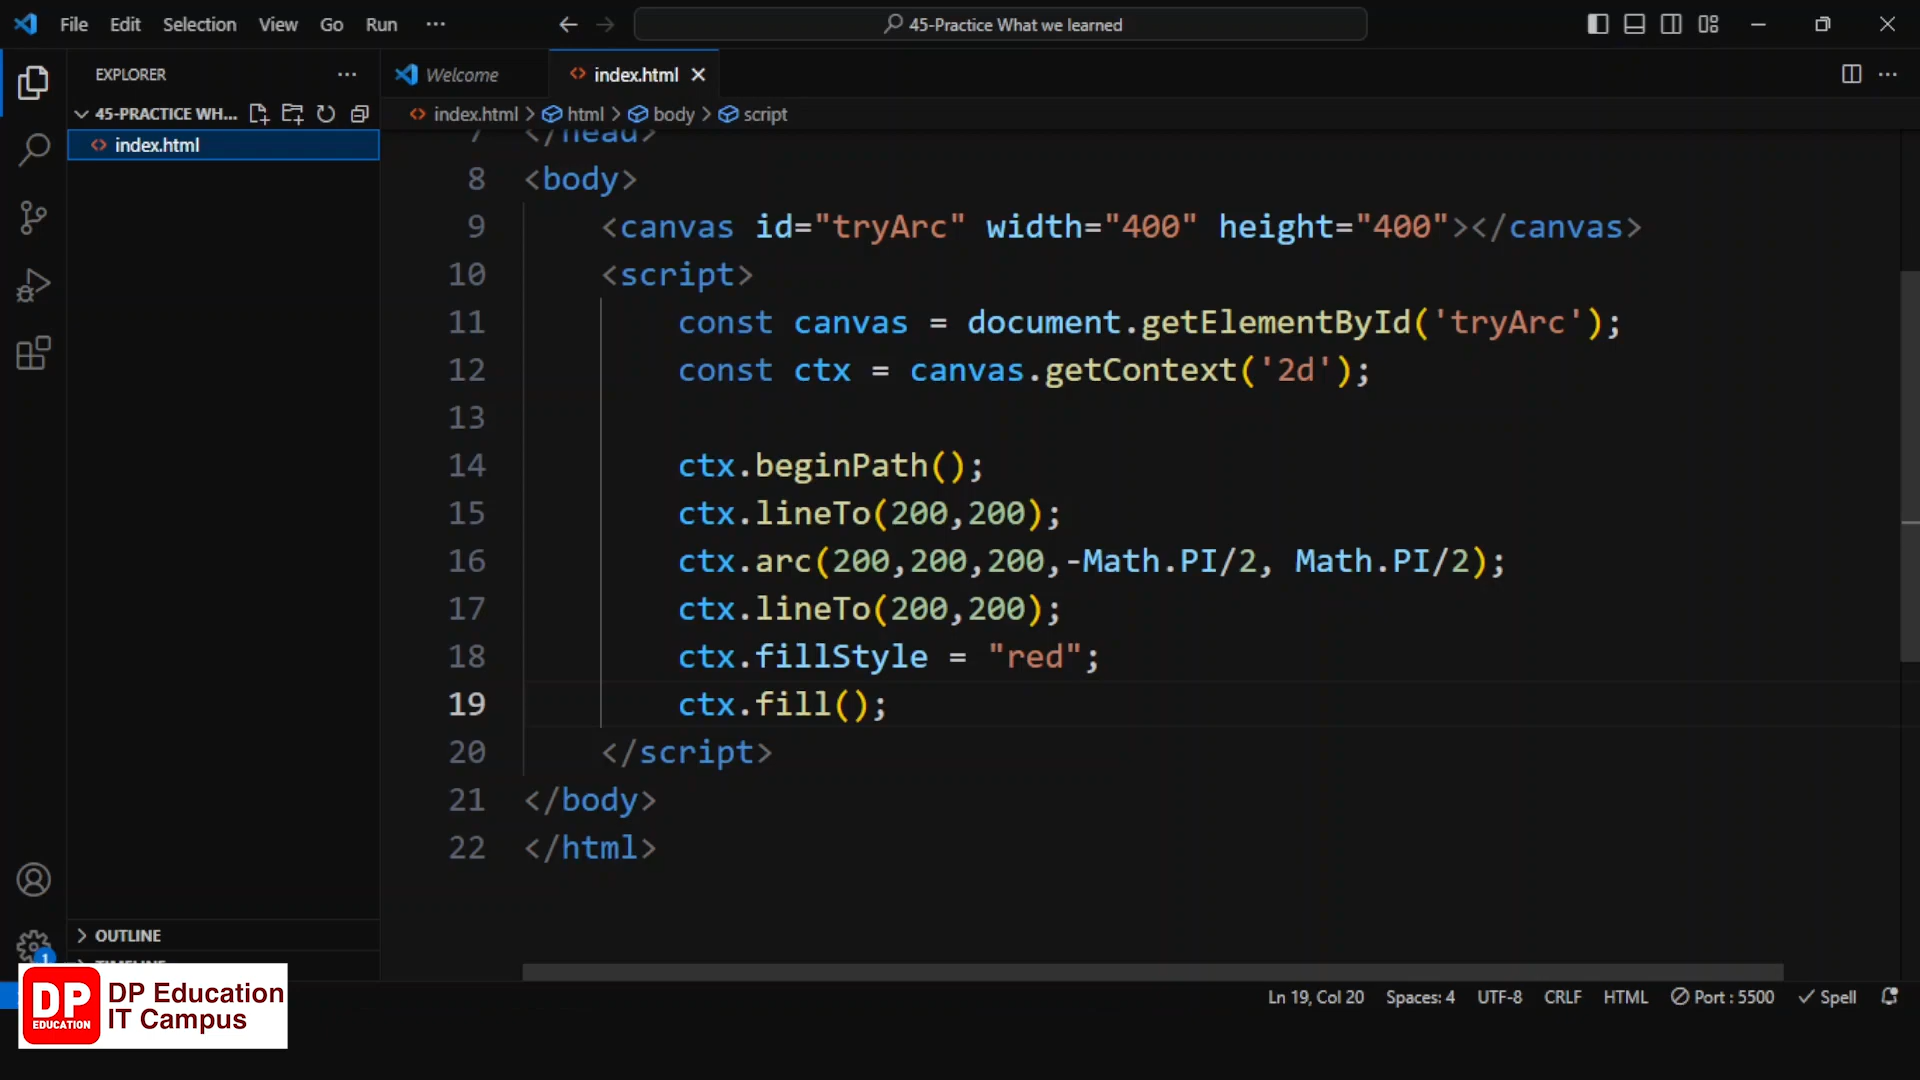 File Edit Selection View Go Run ···
45-Practice What we learned
EXPLORER ···
Welcome
index.html
45-PRACTICE WH...
index.html > html > body > script
index.html
7 </head>
8 <body>
9 <canvas id="tryArc" width="400" height="400"></canvas>
10 <script>
11 const canvas = document.getElementById('tryArc');
12 const ctx = canvas.getContext('2d');
13
14 ctx.beginPath();
15 ctx.lineTo(200,200);
16 ctx.arc(200,200,200,-Math.PI/2, Math.PI/2);
17 ctx.lineTo(200,200);
18 ctx.fillStyle = "red";
19 ctx.fill();
20 </script>
21 </body>
22 </html>
OUTLINE
TIMELINE
1
DP EDUCATION
DP Education
IT Campus
Ln 19, Col 20 Spaces: 4 UTF-8 CRLF HTML Port : 5500 Spell